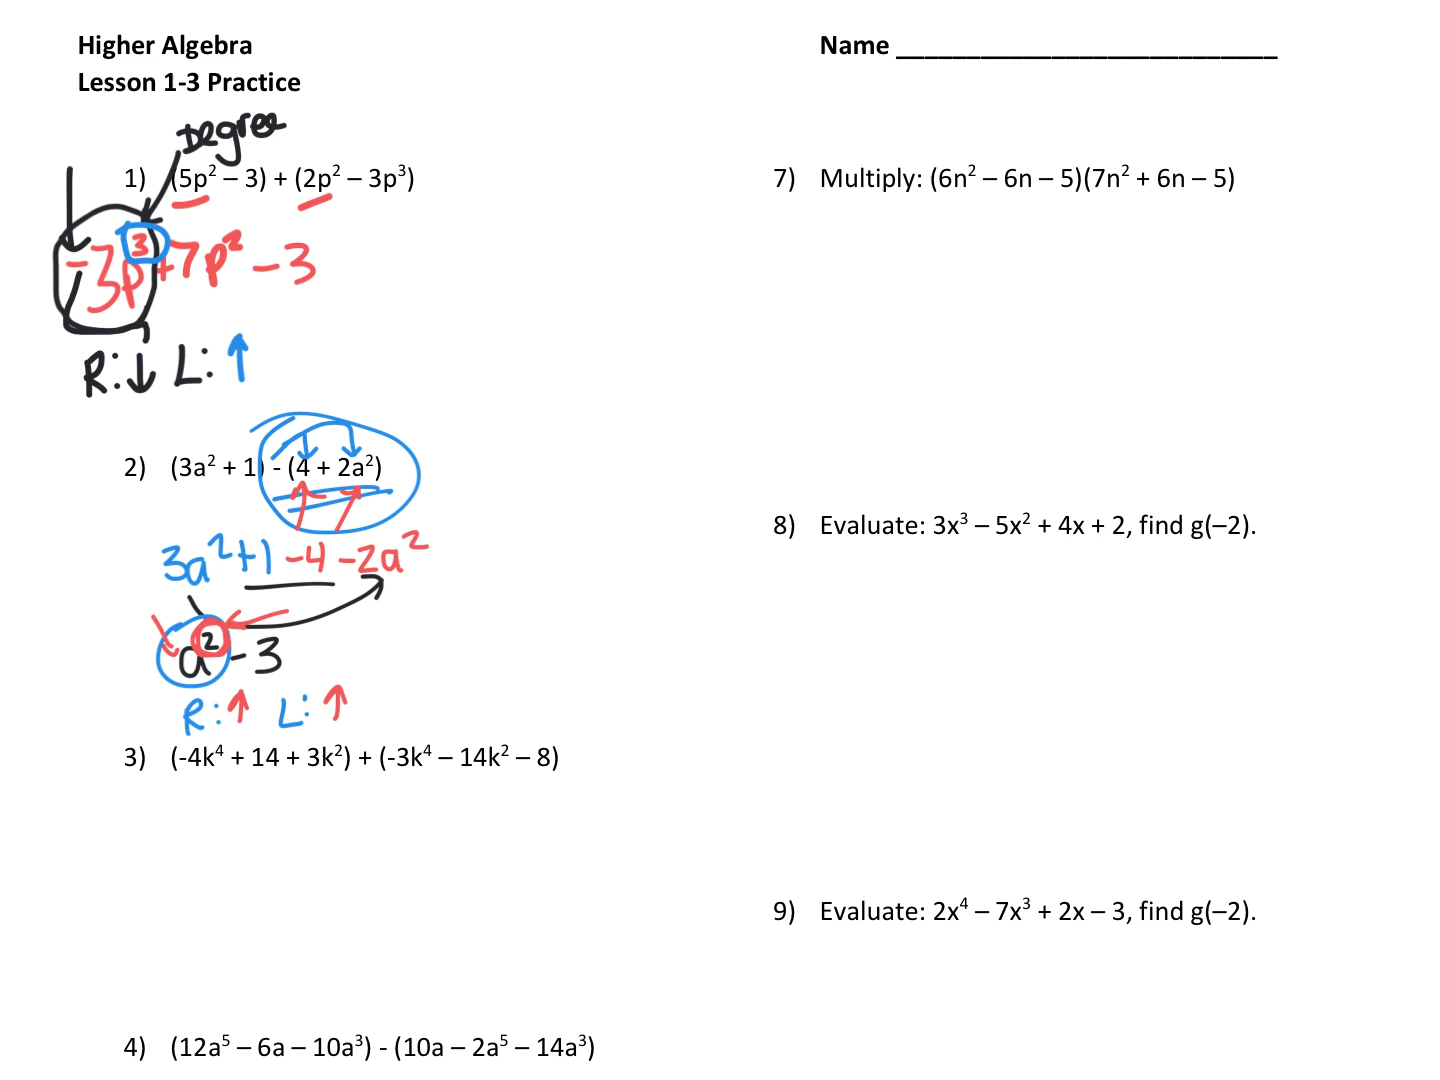 Higher Algebra
Name ___________________________
Lesson 1-3 Practice
Degree
1) (5p² – 3) + (2p² – 3p³)
-3p³+7p² – 3
R:↓ L:↑
2) (3a² + 1) - (4 + 2a²)
3a²+1 -4 -2a²
a²-3
R:↑ L:↑
3) (-4k⁴ + 14 + 3k²) + (-3k⁴ – 14k² – 8)
4) (12a⁵ – 6a – 10a³) - (10a – 2a⁵ – 14a³)
7) Multiply: (6n² – 6n – 5)(7n² + 6n – 5)
8) Evaluate: 3x³ – 5x² + 4x + 2, find g(–2).
9) Evaluate: 2x⁴ – 7x³ + 2x – 3, find g(–2).